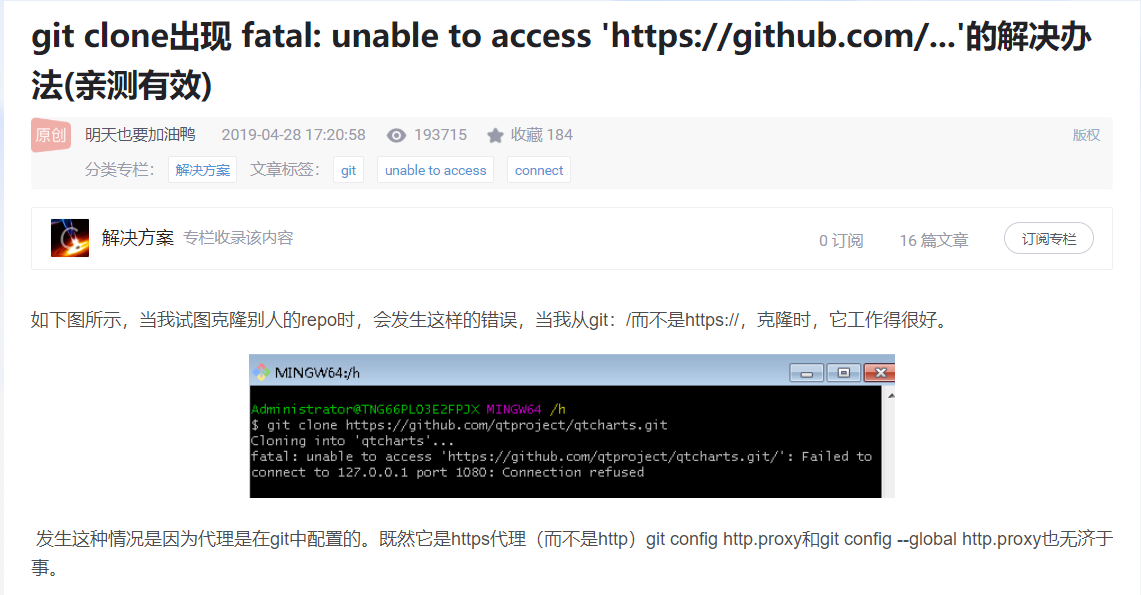 git clone出现 fatal: unable to access 'https://github.com/...'的解决办
法(亲测有效)
原创 明天也要加油鸭 2019-04-28 17:20:58 193715 收藏 184 版权
分类专栏： 解决方案 文章标签： git unable to access connect
解决方案 专栏收录该内容 0 订阅 16 篇文章 订阅专栏
如下图所示，当我试图克隆别人的repo时，会发生这样的错误，当我从git：/而不是https://，克隆时，它工作得很好。
MINGW64:/h
Administrator@TNG66PLO3E2FPJX MINGW64 /h
$ git clone https://github.com/qtproject/qtcharts.git
Cloning into 'qtcharts'...
fatal: unable to access 'https://github.com/qtproject/qtcharts.git/': Failed to
connect to 127.0.0.1 port 1080: Connection refused
发生这种情况是因为代理是在git中配置的。既然它是https代理（而不是http）git config http.proxy和git config --global http.proxy也无济于
事。